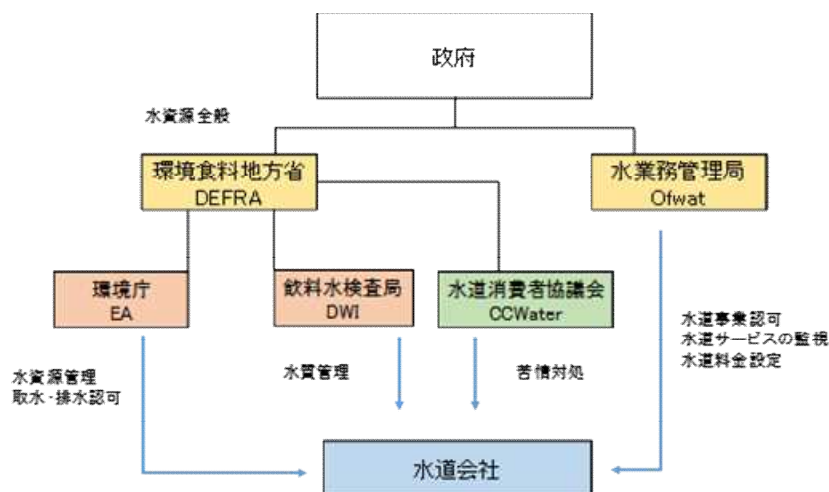 政府
水資源全般
環境食料地方省
DEFRA
水業務管理局
Ofwat
環境庁
EA
飲料水検査局
DWI
水道消費者協議会
CCWater
水道事業認可
水道サービスの監視
水道料金設定
水資源管理
取水・排水認可
水質管理
苦情対処
水道会社